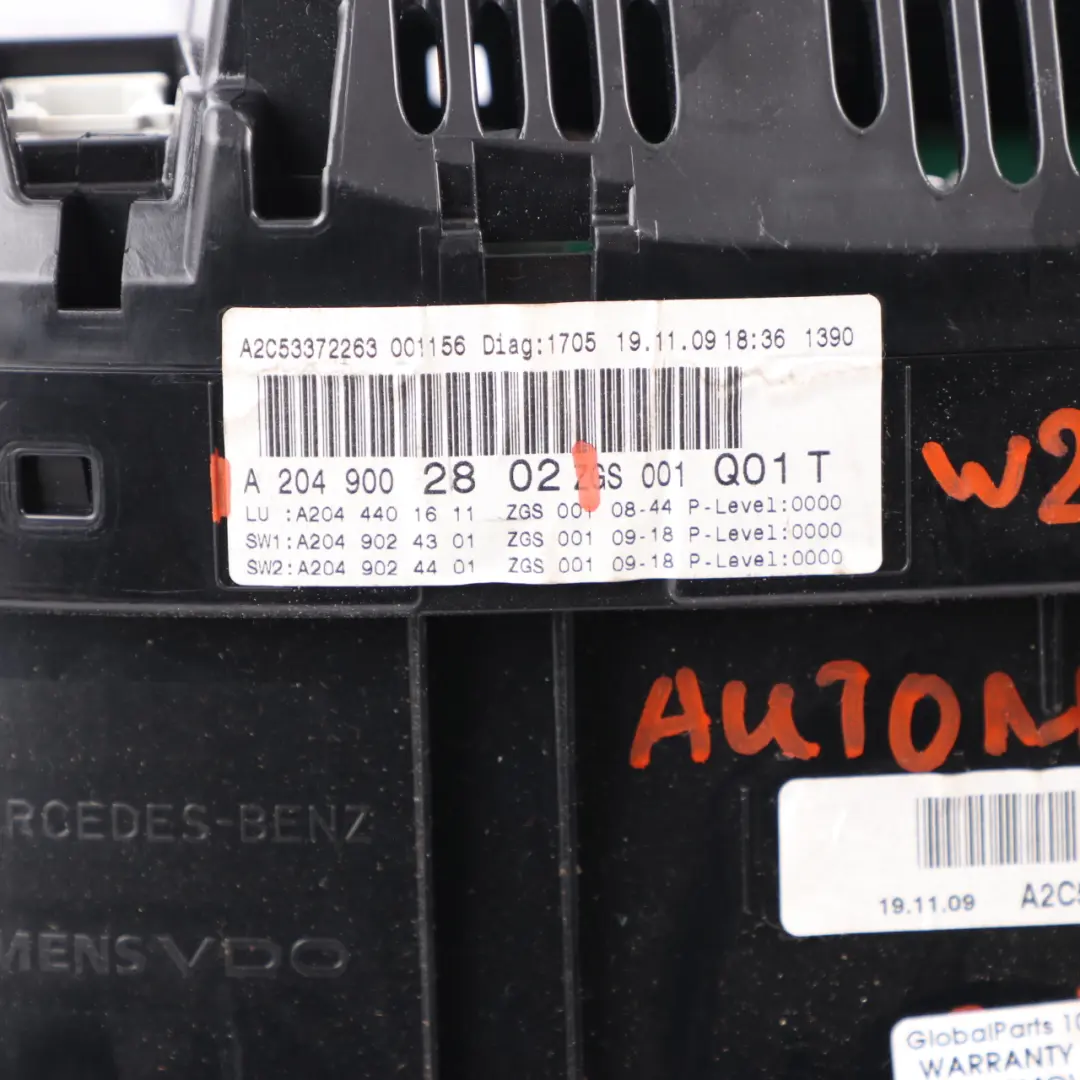 A2C53372263 001156 Diag:1705 19.11.09 18:36 1390
A 204 900 28 02 ZGS 001 Q01 T
LU :A204 440 16 11 ZGS 001 08-44 P-Level:0000
SW1:A204 902 43 01 ZGS 001 09-18 P-Level:0000
SW2:A204 902 44 01 ZGS 001 09-18 P-Level:0000
W2
AUTOM
RCEDES-BENZ
19.11.09 A2C5
MENS VDO
GlobalParts 10
WARRANTY